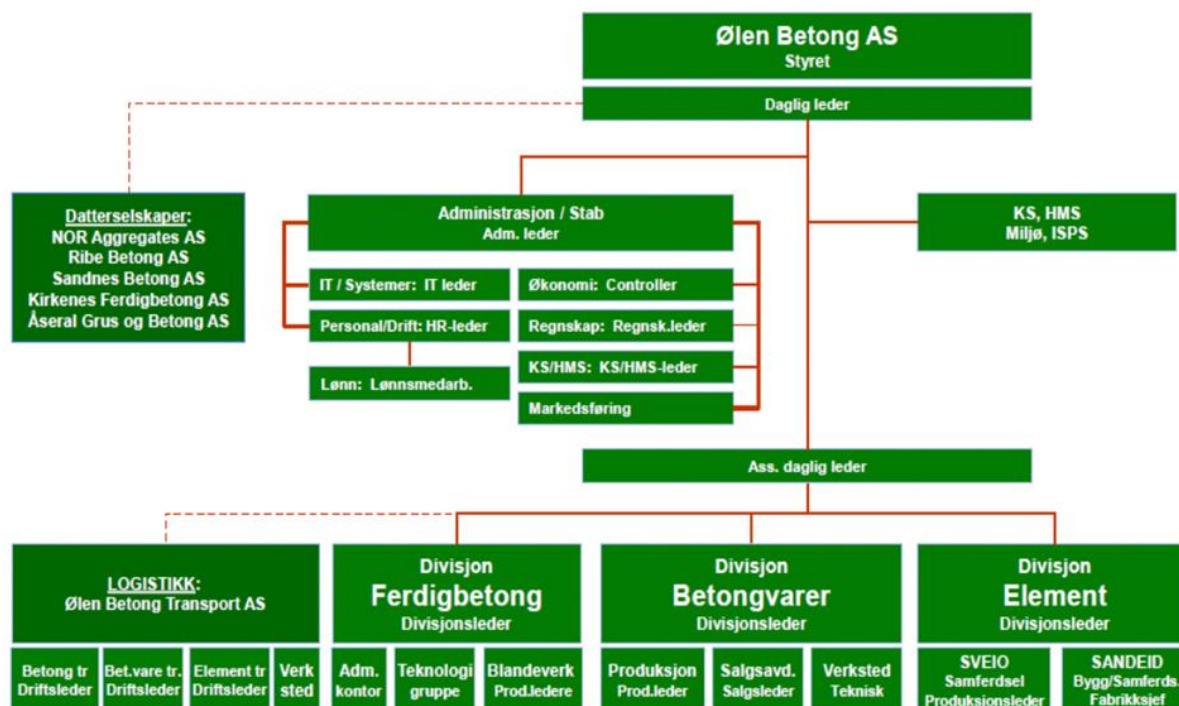 Ølen Betong AS
Styret
Daglig leder
Datterselskaper:
NOR Aggregates AS
Ribe Betong AS
Sandnes Betong AS
Kirkenes Ferdigbetong AS
Åseral Grus og Betong AS
Administrasjon / Stab
Adm. leder
KS, HMS
Miljø, ISPS
IT / Systemer: IT leder
Personal/Drift: HR-leder
Lønn: Lønnsmedarb.
Økonomi: Controller
Regnskap: Regnsk.leder
KS/HMS: KS/HMS-leder
Markedsføring
Ass. daglig leder
LOGISTIKK:
Ølen Betong Transport AS
Betong tr
Driftsleder
Bet.vare tr.
Driftsleder
Element tr
Driftsleder
Verk
sted
Divisjon
Ferdigbetong
Divisjonsleder
Adm.
kontor
Teknologi
gruppe
Blandeverk
Prod.ledere
Divisjon
Betongvarer
Divisjonsleder
Produksjon
Prod.leder
Salgsavd.
Salgsleder
Verksted
Teknisk
Divisjon
Element
Divisjonsleder
SVEIO
Samferdsel
Produksjonsleder
SANDEID
Bygg/Samferds.
Fabrikksjef